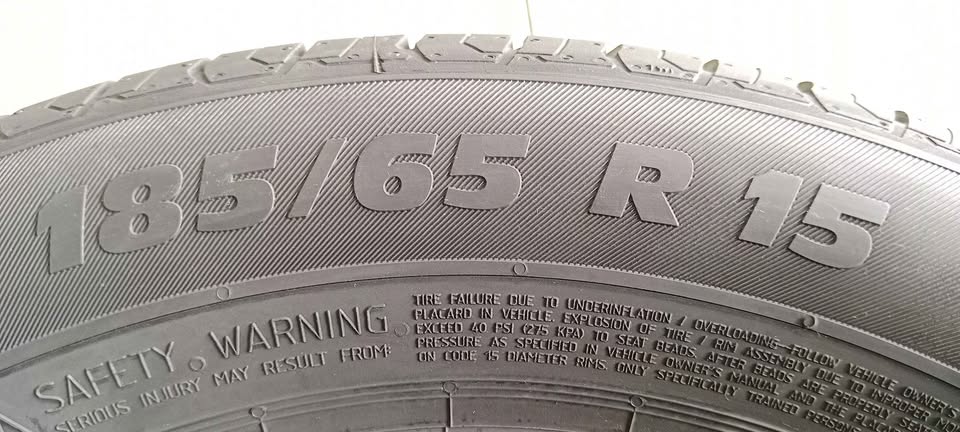 185/65 R 15
SAFETY WARNING
SERIOUS INJURY MAY RESULT FROM:
TIRE FAILURE DUE TO UNDERINFLATION / OVERLOADING—FOLLOW VEHICLE OWNER'S
PLACARD IN VEHICLE. EXPLOSION OF TIRE / RIM ASSEMBLY DUE TO IMPROPER
EXCEED 40 PSI (275 KPA) TO SEAT BEADS. AFTER BEADS ARE PROPERLY
PRESSURE AS SPECIFIED IN VEHICLE OWNER'S MANUAL AND THE
ON CODE 15 DIAMETER RIMS. ONLY SPECIFICALLY TRAINED PERSONS